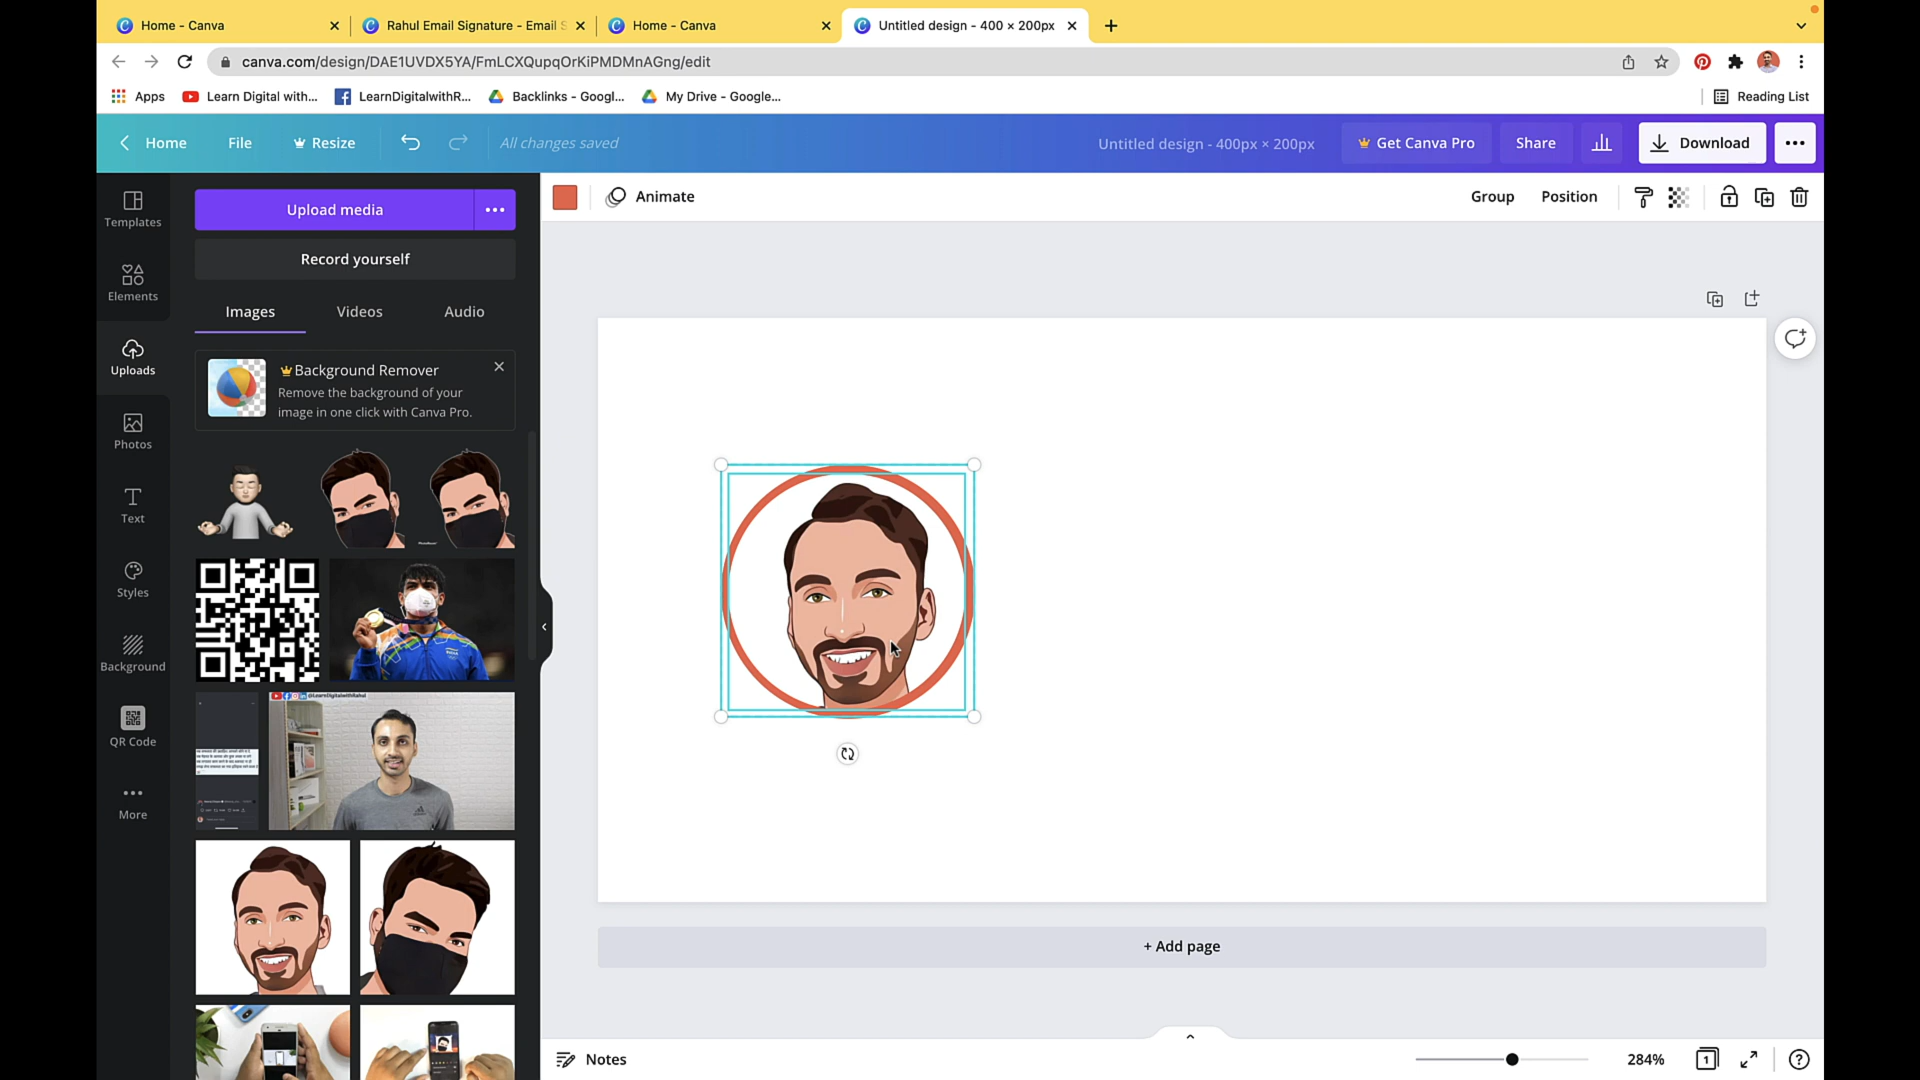 Home - Canva
Rahul Email Signature - Email S
Home - Canva
Untitled design - 400 × 200px
canva.com/design/DAE1UVDX5YA/FmLCXQupqOrKiPMDMnAGng/edit
Apps
Learn Digital with...
LearnDigitalwithR...
Backlinks - Googl...
My Drive - Google...
Reading List
Home
File
Resize
All changes saved
Untitled design - 400px × 200px
Get Canva Pro
Share
Download
Templates
Elements
Uploads
Photos
Text
Styles
Background
QR Code
More
Upload media
Record yourself
Images
Videos
Audio
Background Remover
Remove the background of your
image in one click with Canva Pro.
@LearnDigitalwithRahul
Animate
Group
Position
+ Add page
Notes
284%
1